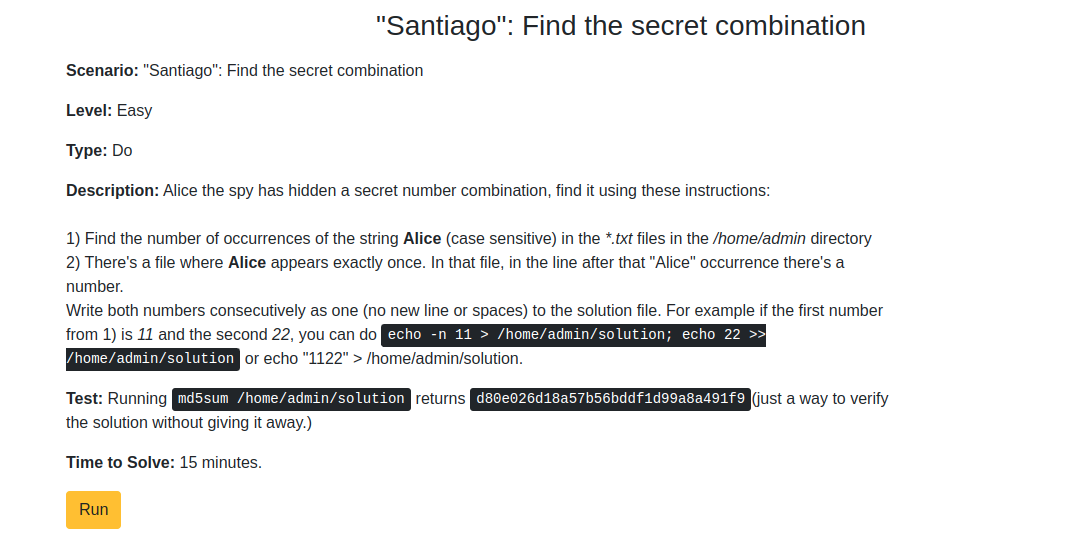 "Santiago": Find the secret combination
Scenario: "Santiago": Find the secret combination
Level: Easy
Type: Do
Description: Alice the spy has hidden a secret number combination, find it using these instructions:
1) Find the number of occurrences of the string Alice (case sensitive) in the *.txt files in the /home/admin directory
2) There's a file where Alice appears exactly once. In that file, in the line after that "Alice" occurrence there's a
number.
Write both numbers consecutively as one (no new line or spaces) to the solution file. For example if the first number
from 1) is 11 and the second 22, you can do echo -n 11 > /home/admin/solution; echo 22 >>
/home/admin/solution or echo "1122" > /home/admin/solution.
Test: Running md5sum /home/admin/solution returns d80e026d18a57b56bddf1d99a8a491f9 (just a way to verify
the solution without giving it away.)
Time to Solve: 15 minutes.
Run